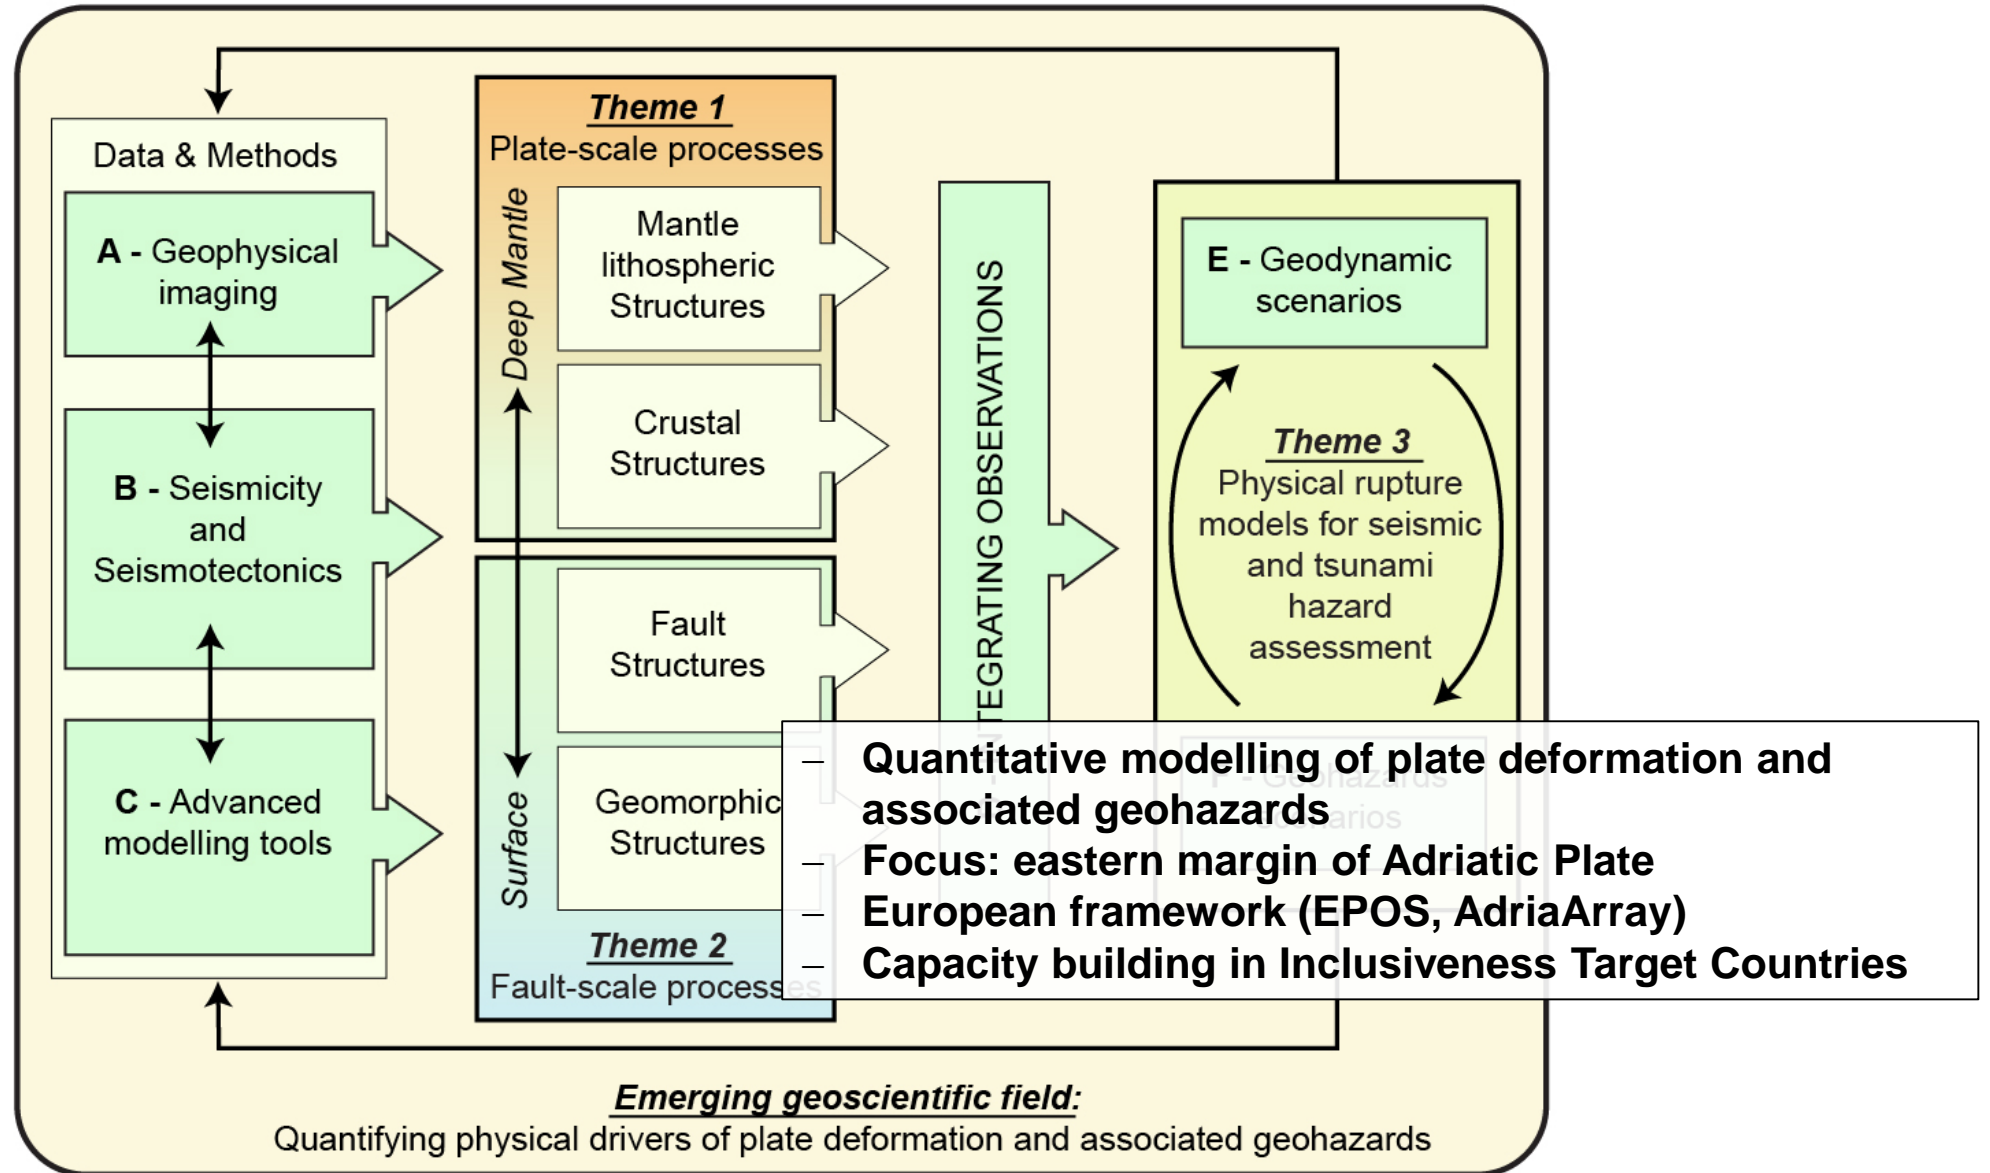 Data & Methods
A - Geophysical
imaging
B - Seismicity
and
Seismotectonics
C - Advanced
modelling tools
Theme 1
Plate-scale processes
Deep Mantle
Surface
Mantle
lithospheric
Structures
Crustal
Structures
Fault
Structures
Geomorphic
Structures
Theme 2
Fault-scale processes
INTEGRATING OBSERVATIONS
E - Geodynamic
scenarios
Theme 3
Physical rupture
models for seismic
and tsunami
hazard
assessment
F - Geohazards
scenarios
– Quantitative modelling of plate deformation and
associated geohazards
– Focus: eastern margin of Adriatic Plate
– European framework (EPOS, AdriaArray)
– Capacity building in Inclusiveness Target Countries
Emerging geoscientific field:
Quantifying physical drivers of plate deformation and associated geohazards